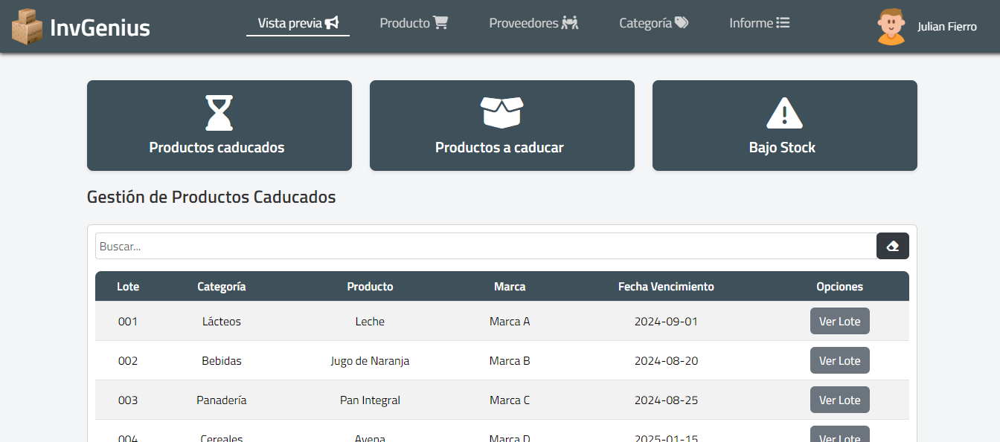 InvGenius
Vista previa
Producto
Proveedores
Categoría
Informe
Julian Fierro
Productos caducados
Productos a caducar
Bajo Stock
Gestión de Productos Caducados
Buscar...
Lote Categoría Producto Marca Fecha Vencimiento Opciones
001 Lácteos Leche Marca A 2024-09-01 Ver Lote
002 Bebidas Jugo de Naranja Marca B 2024-08-20 Ver Lote
003 Panadería Pan Integral Marca C 2024-08-25 Ver Lote
004 Cereales Avena Marca D 2025-01-15 Ver Lote